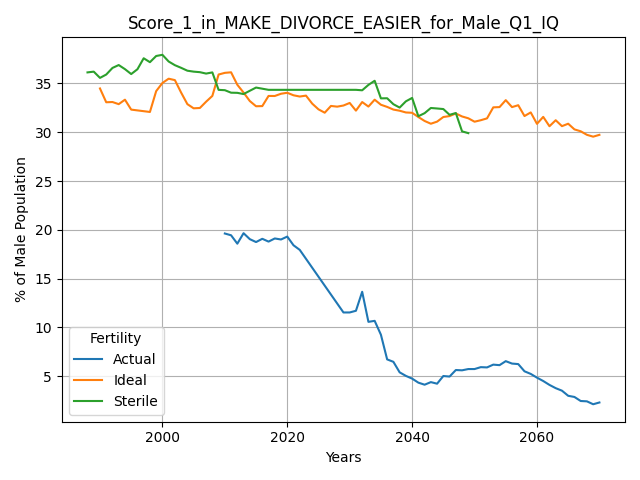 Score_1_in_MAKE_DIVORCE_EASIER_for_Male_Q1_IQ
% of Male Population
35
30
25
20
15
10
5
Fertility
Actual
Ideal
Sterile
2000 2020 2040 2060
Years